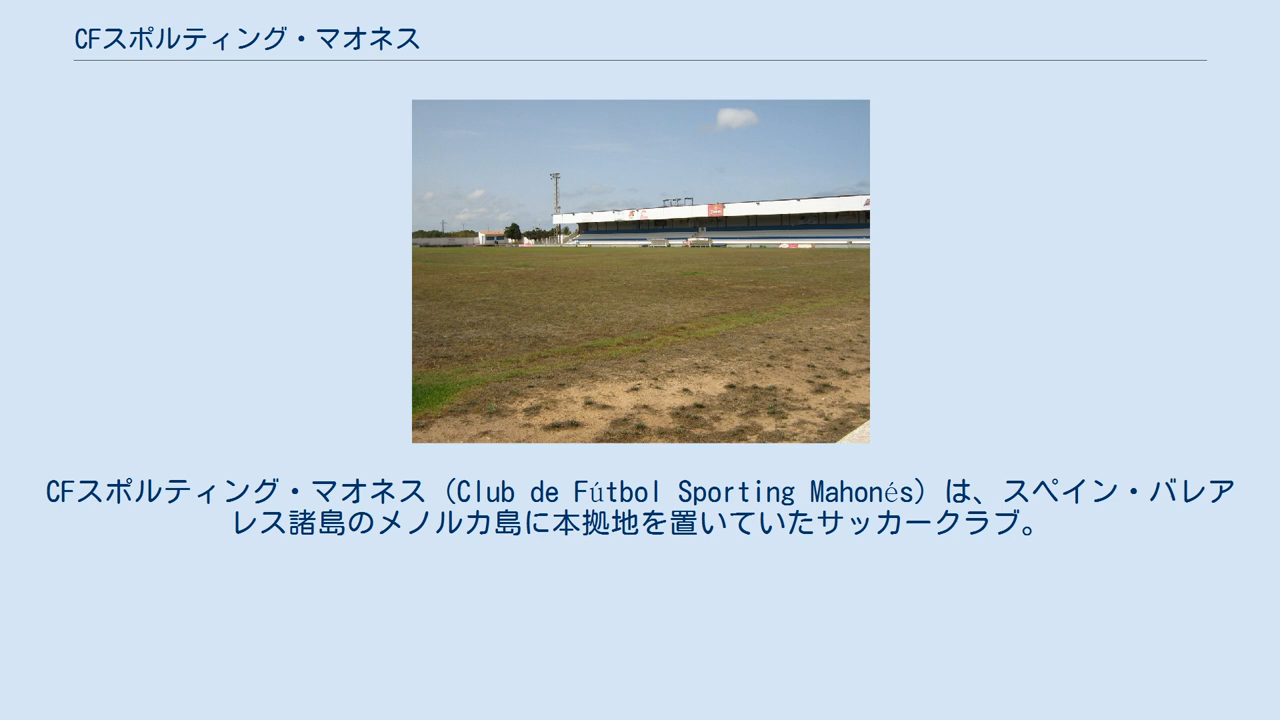 CFスポルティング・マオネス
CFスポルティング・マオネス（Club de Fútbol Sporting Mahonés）は、スペイン・バレア
レス諸島のメノルカ島に本拠地を置いていたサッカークラブ。